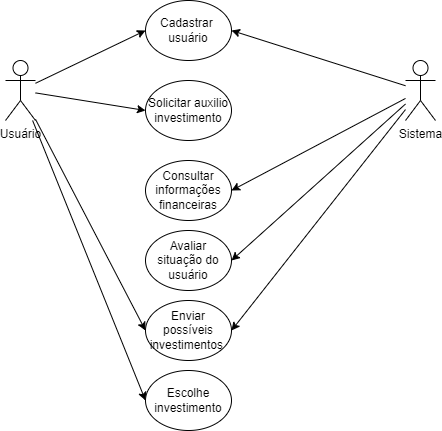 Cadastrar
usuário
Solicitar auxilio
investimento
Usuário
Sistema
Consultar
informações
financeiras
Avaliar
situação do
usuário
Enviar
possíveis
investimentos
Escolhe
investimento